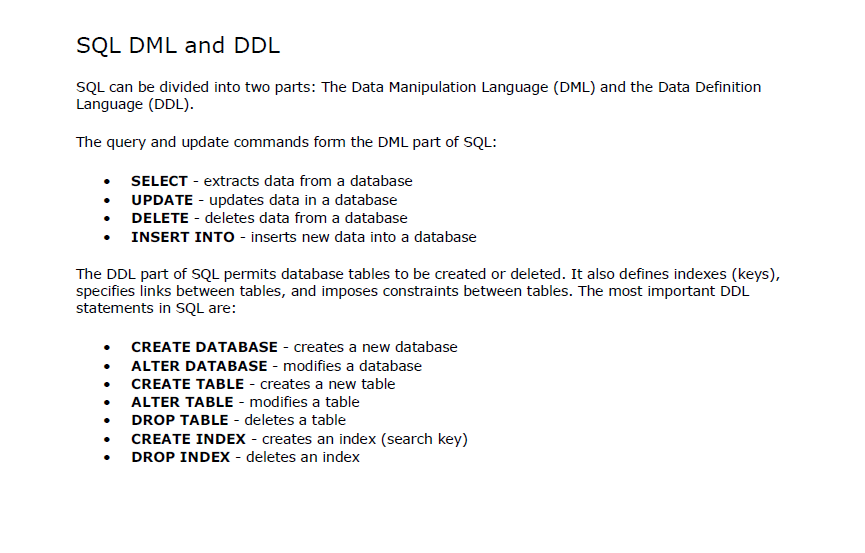 SQL DML and DDL
SQL can be divided into two parts: The Data Manipulation Language (DML) and the Data Definition
Language (DDL).
The query and update commands form the DML part of SQL:
• SELECT - extracts data from a database
• UPDATE - updates data in a database
• DELETE - deletes data from a database
• INSERT INTO - inserts new data into a database
The DDL part of SQL permits database tables to be created or deleted. It also defines indexes (keys),
specifies links between tables, and imposes constraints between tables. The most important DDL
statements in SQL are:
• CREATE DATABASE - creates a new database
• ALTER DATABASE - modifies a database
• CREATE TABLE - creates a new table
• ALTER TABLE - modifies a table
• DROP TABLE - deletes a table
• CREATE INDEX - creates an index (search key)
• DROP INDEX - deletes an index